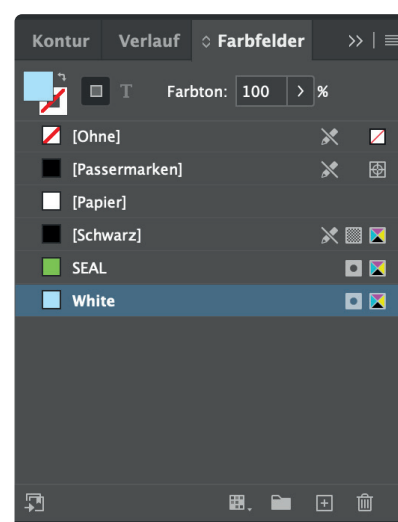 Kontur Verlauf Farbfelder
T Farbton: 100 %
[Ohne]
[Passermarken]
[Papier]
[Schwarz]
SEAL
White